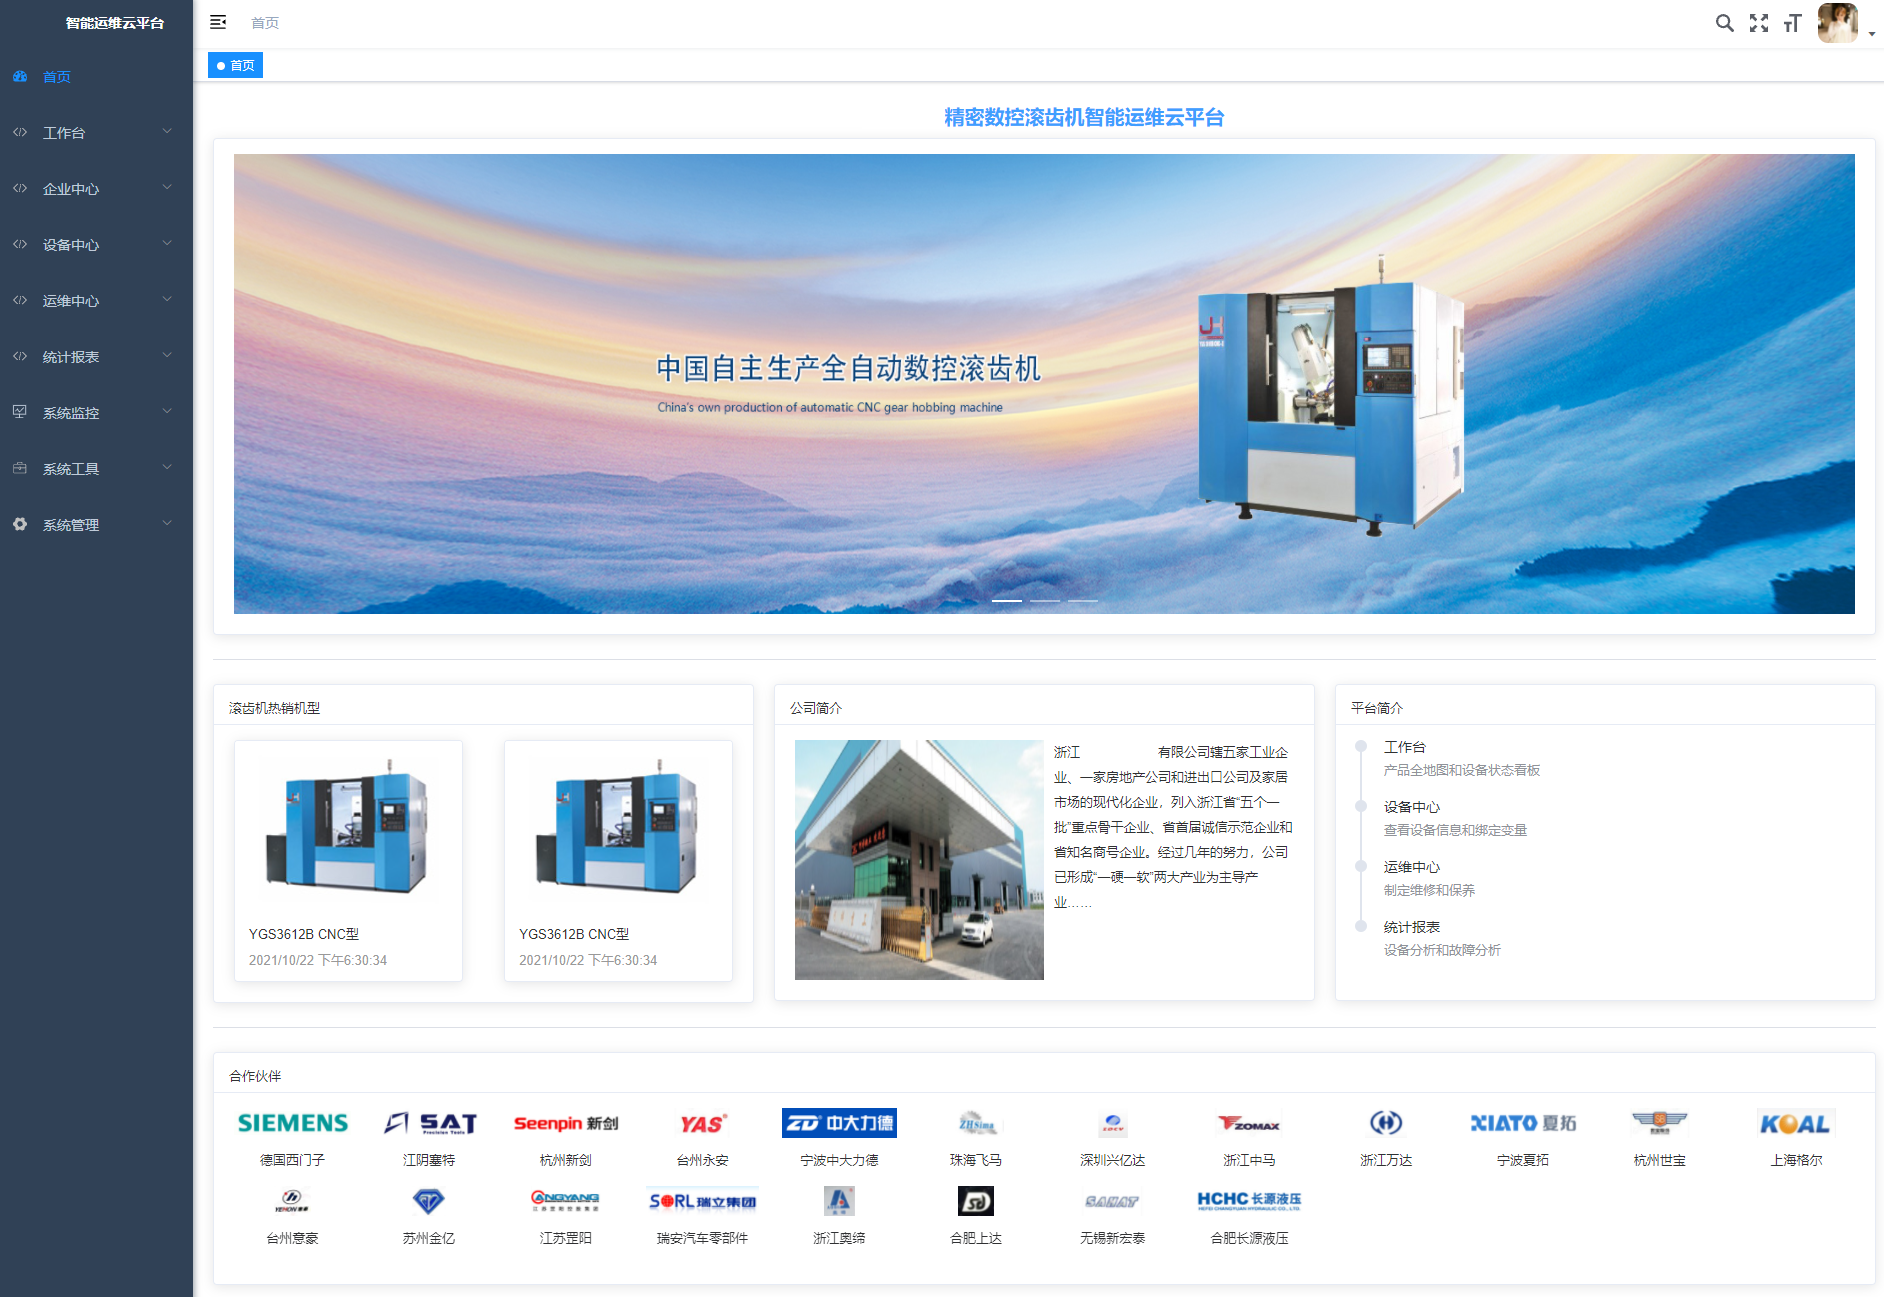 智能运维云平台
首页
工作台
企业中心
设备中心
运维中心
统计报表
系统监控
系统工具
系统管理
首页
首页
精密数控滚齿机智能运维云平台
中国自主生产全自动数控滚齿机
China's own production of automatic CNC gear hobbing machine
JH
滚齿机热销机型
YGS3612B CNC型
2021/10/22 下午6:30:34
YGS3612B CNC型
2021/10/22 下午6:30:34
公司简介
浙江 有限公司辖五家工业企
业、一家房地产公司和进出口公司及家居
市场的现代化企业，列入浙江省“五个一
批”重点骨干企业、省首届诚信示范企业和
省知名商号企业。经过几年的努力，公司
已形成“一硬一软”两大产业为主导产
业……
平台简介
工作台
产品全地图和设备状态看板
设备中心
查看设备信息和绑定变量
运维中心
制定维修和保养
统计报表
设备分析和故障分析
合作伙伴
SIEMENS
SAT
Precision Tools
Seenpin 新剑
YAS
ZD 中大力德
ZHSima
ZOMAX
XIATO 夏拓
KOAL
德国西门子
江阴塞特
杭州新剑
台州永安
宁波中大力德
珠海飞马
深圳兴亿达
浙江中马
浙江万达
宁波夏拓
杭州世宝
上海格尔
YEHON
ANGYANG
SORL 瑞立集团
SANAT
HCHC 长源液压
HEFEI CHANGYUAN HYDRAULIC CO., LTD.
台州意豪
苏州金亿
江苏罡阳
瑞安汽车零部件
浙江奥缔
合肥上达
无锡新宏泰
合肥长源液压